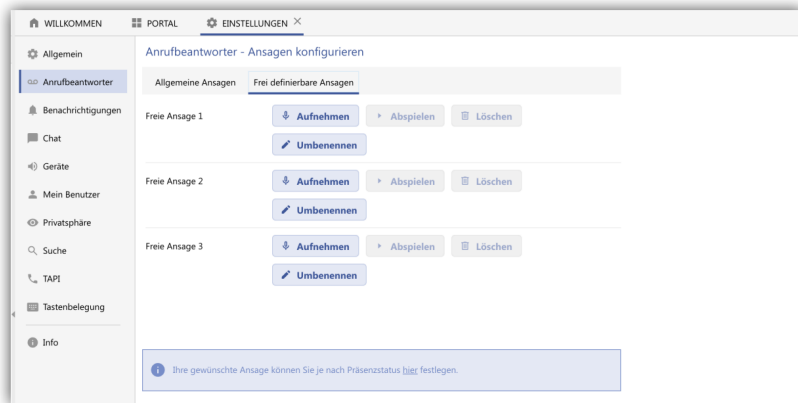 WILLKOMMEN PORTAL EINSTELLUNGEN
Allgemein
Anrufbeantworter
Benachrichtigungen
Chat
Geräte
Mein Benutzer
Privatsphäre
Suche
TAPI
Tastenbelegung
Info
Anrufbeantworter - Ansagen konfigurieren
Allgemeine Ansagen Frei definierbare Ansagen
Freie Ansage 1 Aufnehmen Abspielen Löschen
Umbenennen
Freie Ansage 2 Aufnehmen Abspielen Löschen
Umbenennen
Freie Ansage 3 Aufnehmen Abspielen Löschen
Umbenennen
Ihre gewünschte Ansage können Sie je nach Präsenzstatus hier festlegen.